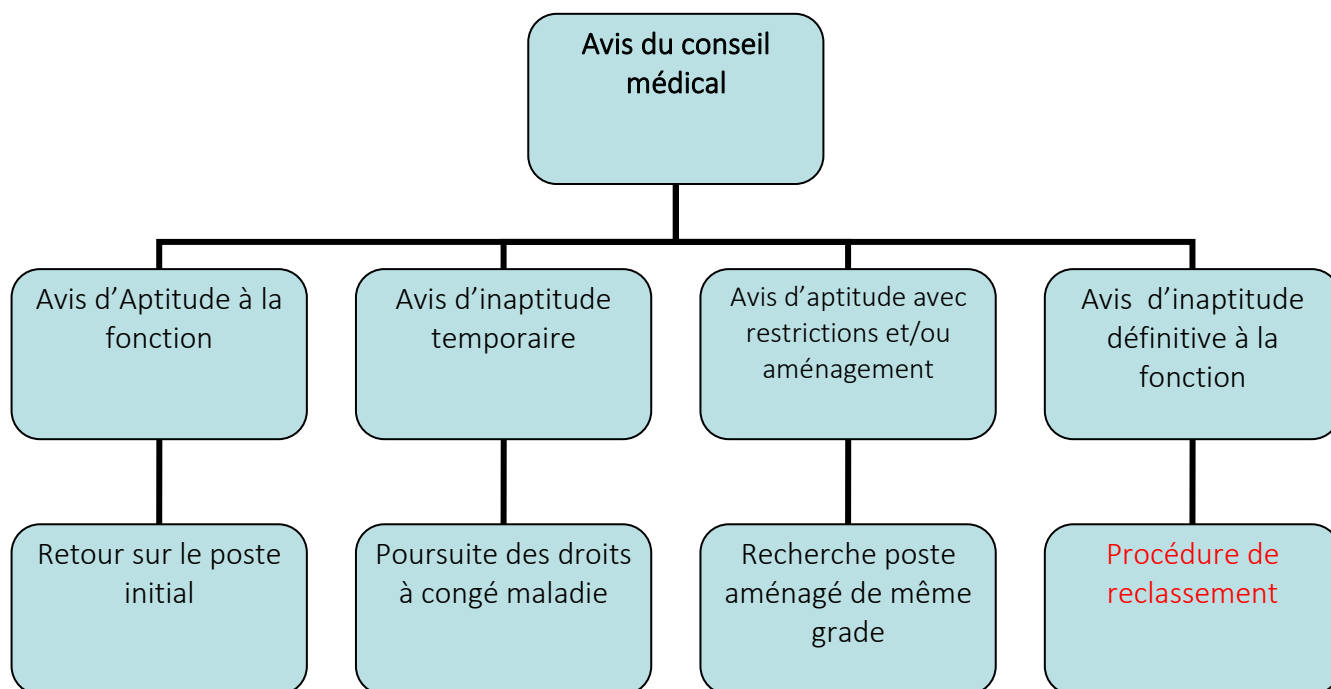 Avis du conseil
médical
Avis d’Aptitude à la
fonction
Avis d’inaptitude
temporaire
Avis d’aptitude avec
restrictions et/ou
aménagement
Avis  d’inaptitude
définitive à la
fonction
Retour sur le poste
initial
Poursuite des droits
à congé maladie
Recherche poste
aménagé de même
grade
Procédure de
reclassement